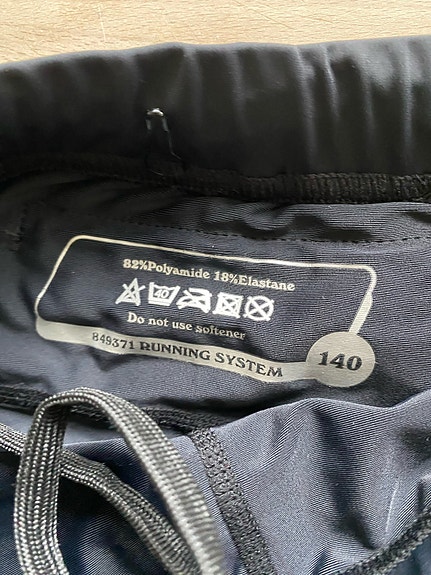 82%Polyamide 18%Elastane
40
Do not use softener
849371 RUNNING SYSTEM
140